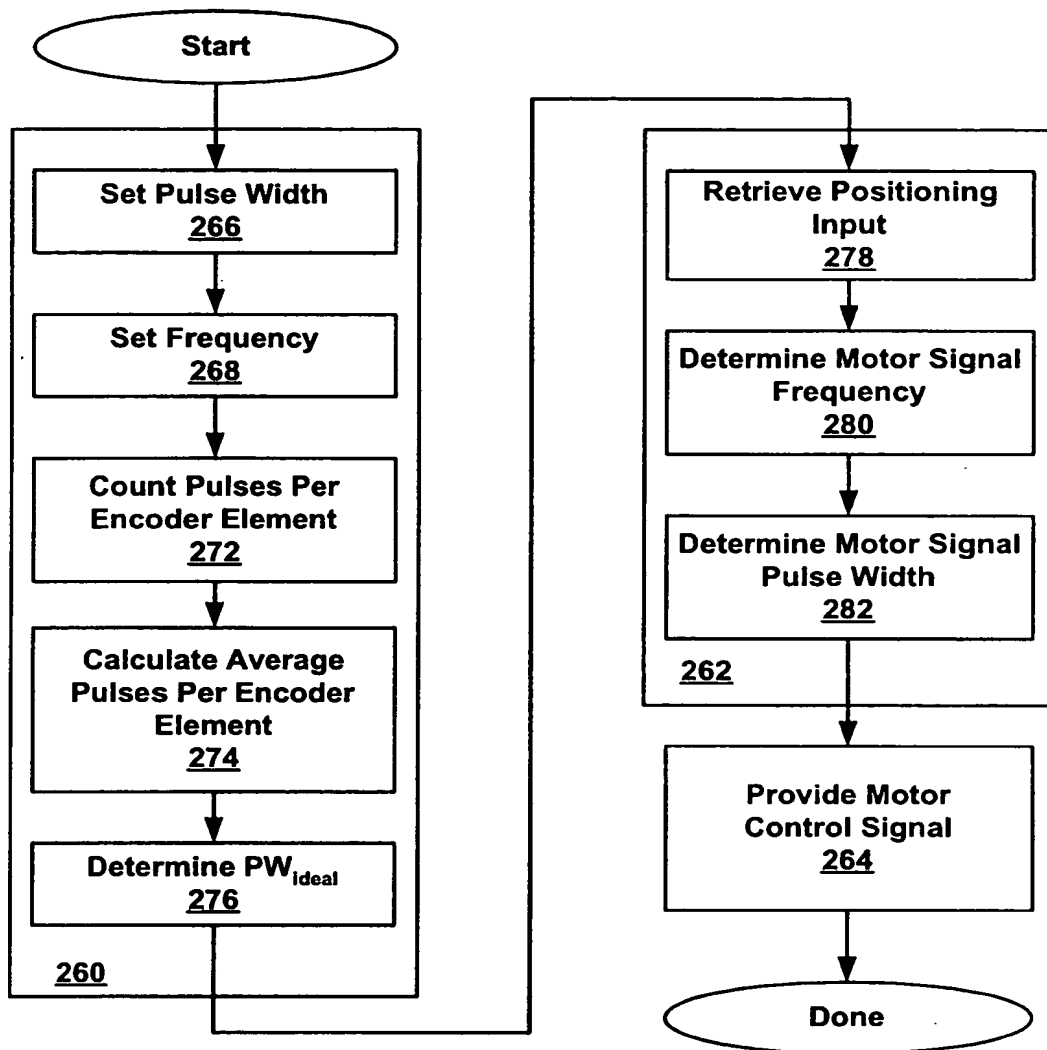 Start
Set Pulse Width
266
Set Frequency
268
Count Pulses Per
Encoder Element
272
Calculate Average
Pulses Per Encoder
Element
274
Determine PWideal
276
260
Retrieve Positioning
Input
278
Determine Motor Signal
Frequency
280
Determine Motor Signal
Pulse Width
282
262
Provide Motor
Control Signal
264
Done